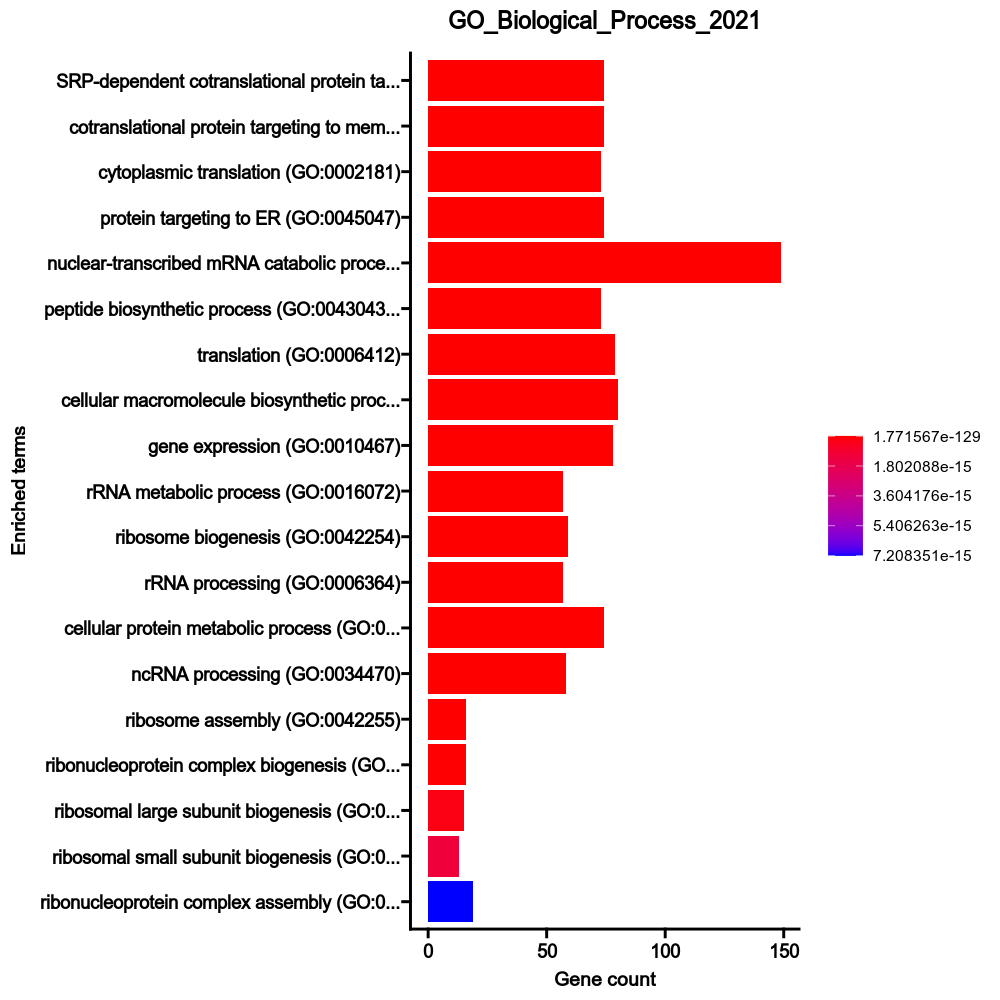 GO_Biological_Process_2021
SRP-dependent cotranslational protein ta...
cotranslational protein targeting to mem...
cytoplasmic translation (GO:0002181)
protein targeting to ER (GO:0045047)
nuclear-transcribed mRNA catabolic proce...
peptide biosynthetic process (GO:0043043...
translation (GO:0006412)
cellular macromolecule biosynthetic proc...
gene expression (GO:0010467)
rRNA metabolic process (GO:0016072)
ribosome biogenesis (GO:0042254)
rRNA processing (GO:0006364)
cellular protein metabolic process (GO:0...
ncRNA processing (GO:0034470)
ribosome assembly (GO:0042255)
ribonucleoprotein complex biogenesis (GO...
ribosomal large subunit biogenesis (GO:0...
ribosomal small subunit biogenesis (GO:0...
ribonucleoprotein complex assembly (GO:0...
Enriched terms
0 50 100 150
Gene count
1.771567e-129
1.802088e-15
3.604176e-15
5.406263e-15
7.208351e-15